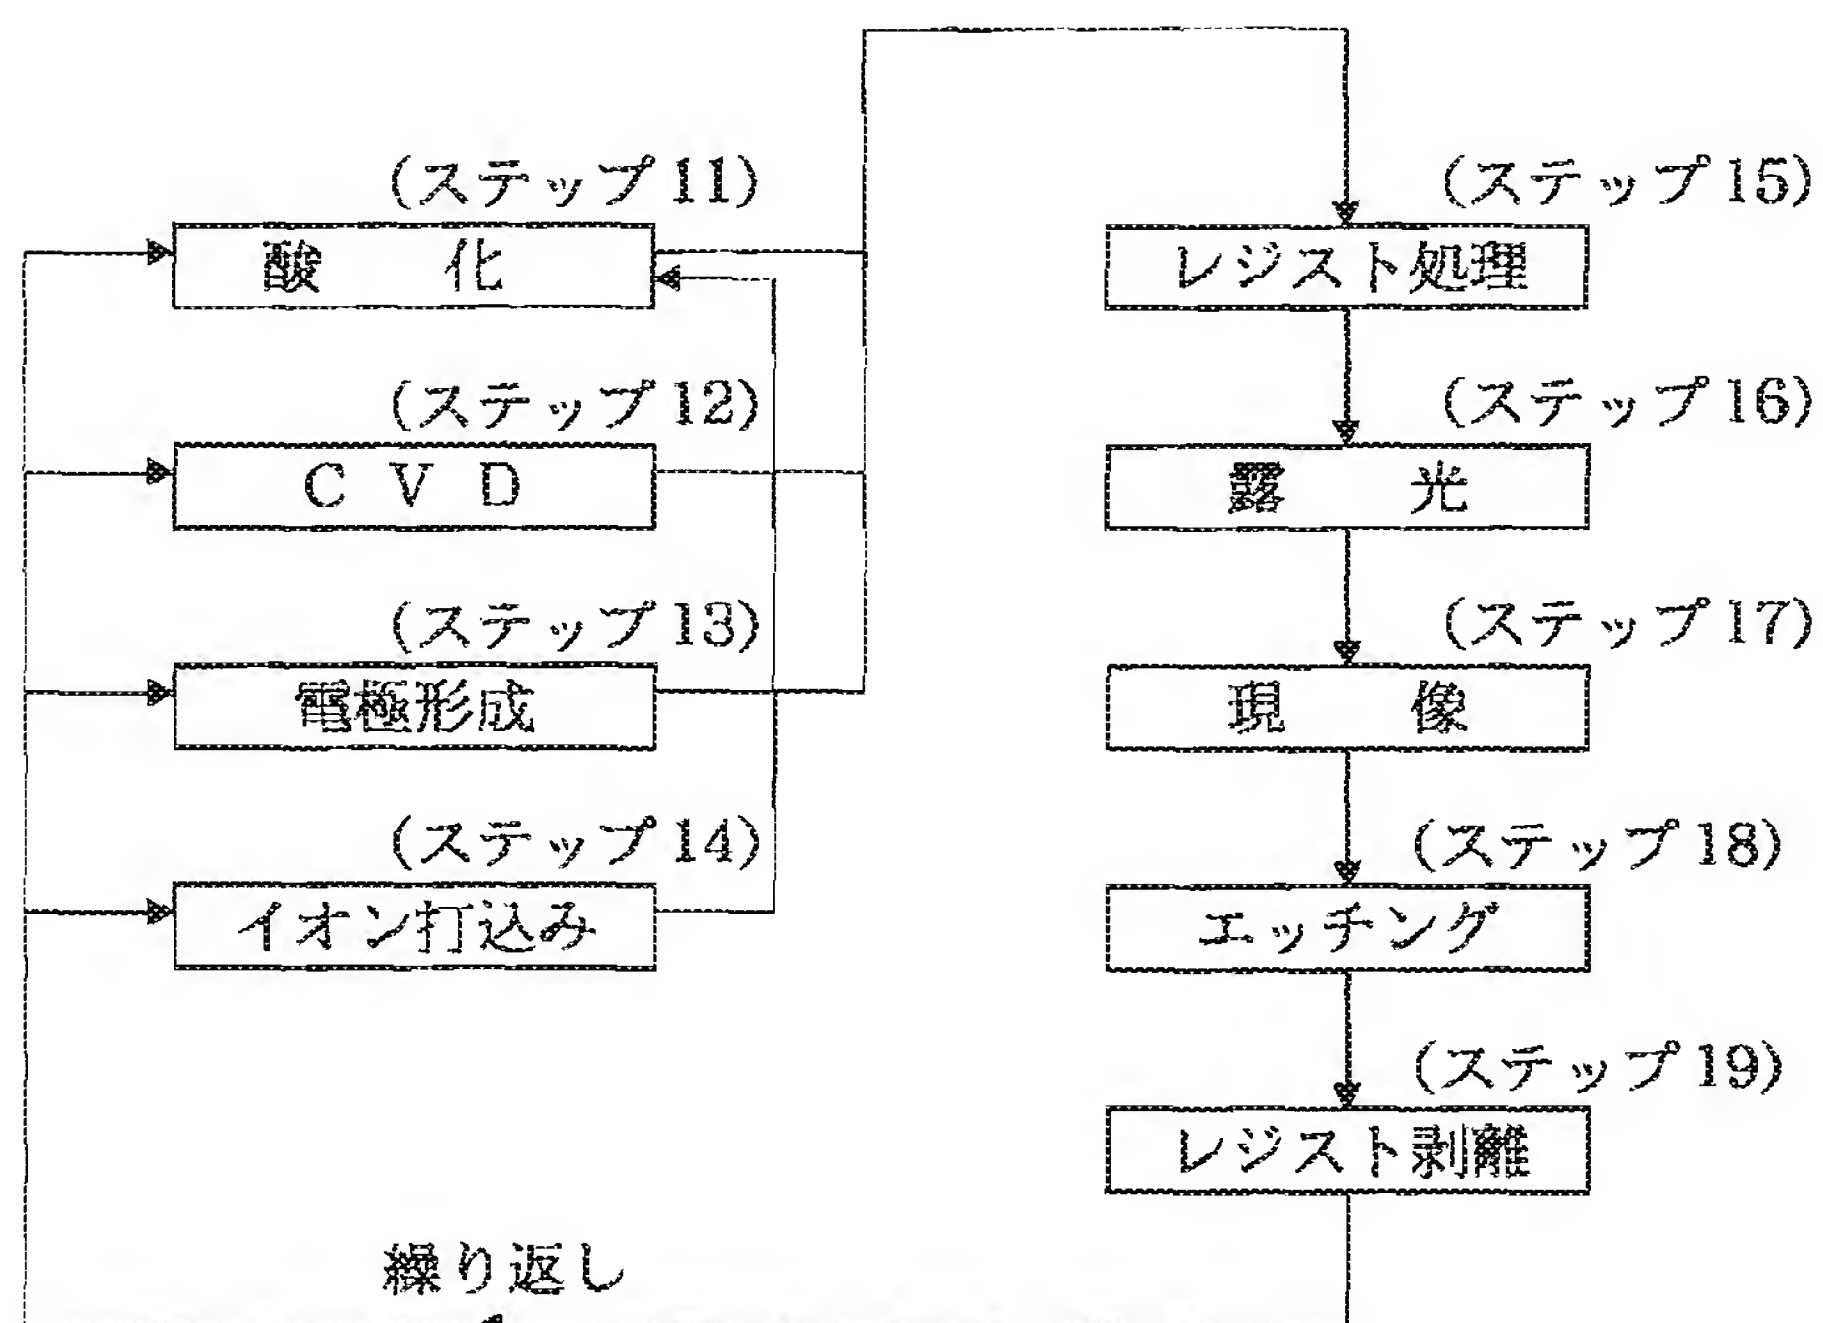 (ステップ11)
酸 化
(ステップ12)
CVD
(ステップ13)
電極形成
(ステップ14)
イオン打込み
繰り返し
(ステップ15)
レジスト処理
(ステップ16)
露 光
(ステップ17)
現 像
(ステップ18)
エッチング
(ステップ19)
レジスト剥離